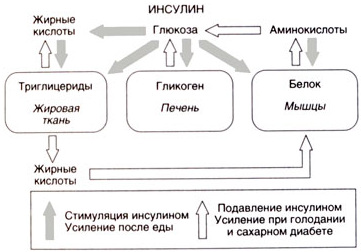 ИНСУЛИН
Жирные
кислоты
Глюкоза
Аминокислоты
Триглицериды
Жировая
ткань
Гликоген
Печень
Белок
Мышцы
Жирные
кислоты
Стимуляция инсулином
Усиление после еды
Подавление инсулином
Усиление при голодании
и сахарном диабете